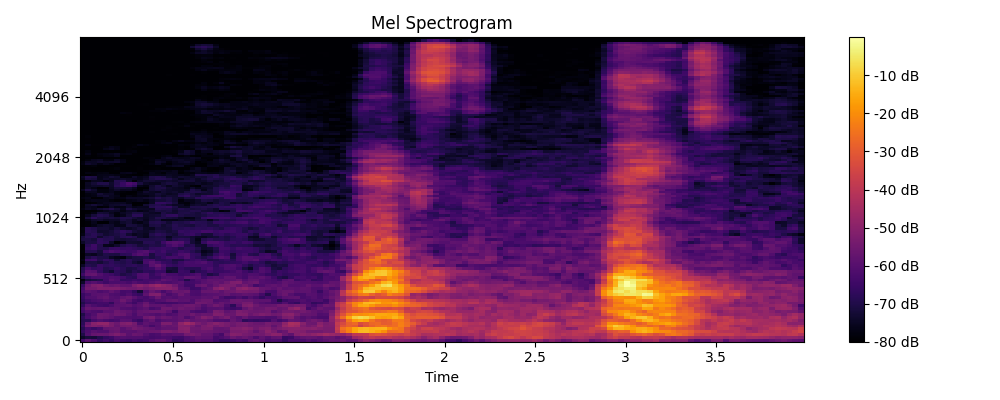 Mel Spectrogram
Hz
4096
2048
1024
512
0
0
0.5
1
1.5
2
2.5
3
3.5
Time
-10 dB
-20 dB
-30 dB
-40 dB
-50 dB
-60 dB
-70 dB
-80 dB